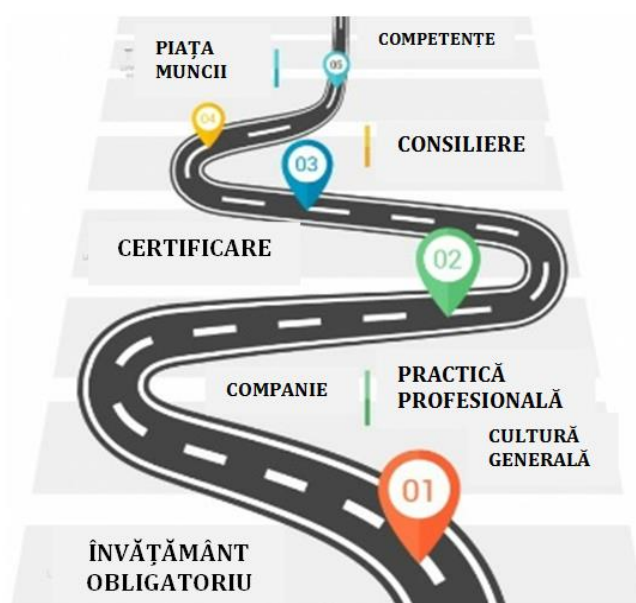 PIAȚA
MUNCII
COMPETENȚE
05
04
CONSILIERE
03
CERTIFICARE
02
COMPANIE
PRACTICĂ
PROFESIONALĂ
CULTURĂ
GENERALĂ
01
ÎNVĂȚĂMÂNT
OBLIGATORIU